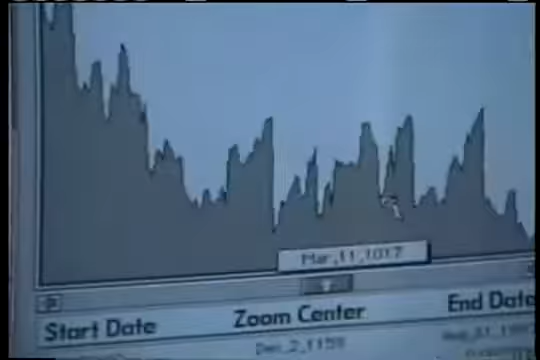 Mar,11,1017
Start Date
Zoom Center
End Date
Dec,2,1159